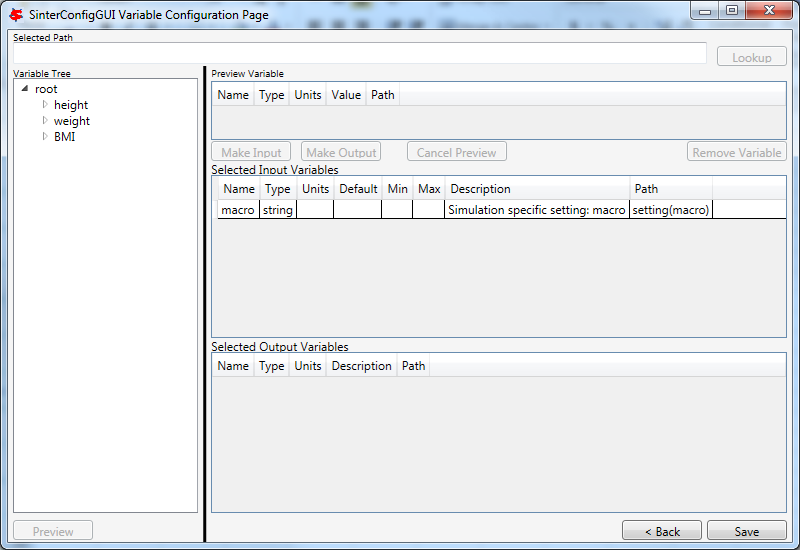 SinterConfigGUI Variable Configuration Page
Selected Path
Lookup
Variable Tree
root
height
weight
BMI
Preview
Preview Variable
Name Type Units Value Path
Make Input Make Output Cancel Preview Remove Variable
Selected Input Variables
Name Type Units Default Min Max Description Path
macro string Simulation specific setting: macro setting(macro)
Selected Output Variables
Name Type Units Description Path
< Back Save